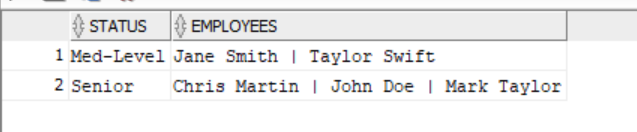 STATUS EMPLOYEES
1 Med-Level Jane Smith | Taylor Swift
2 Senior Chris Martin | John Doe | Mark Taylor